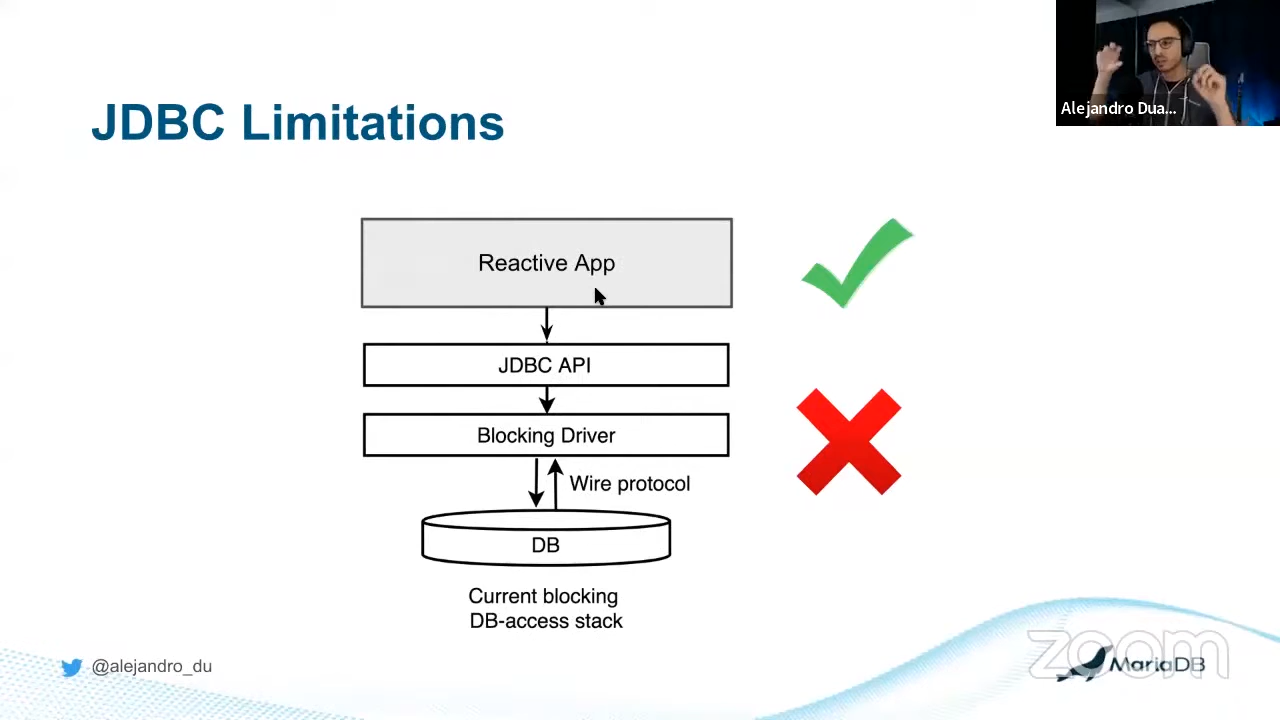 Alejandro Dua...
JDBC Limitations
Reactive App
JDBC API
Blocking Driver
Wire protocol
DB
Current blocking
DB-access stack
@alejandro_du
zoom
MariaDB